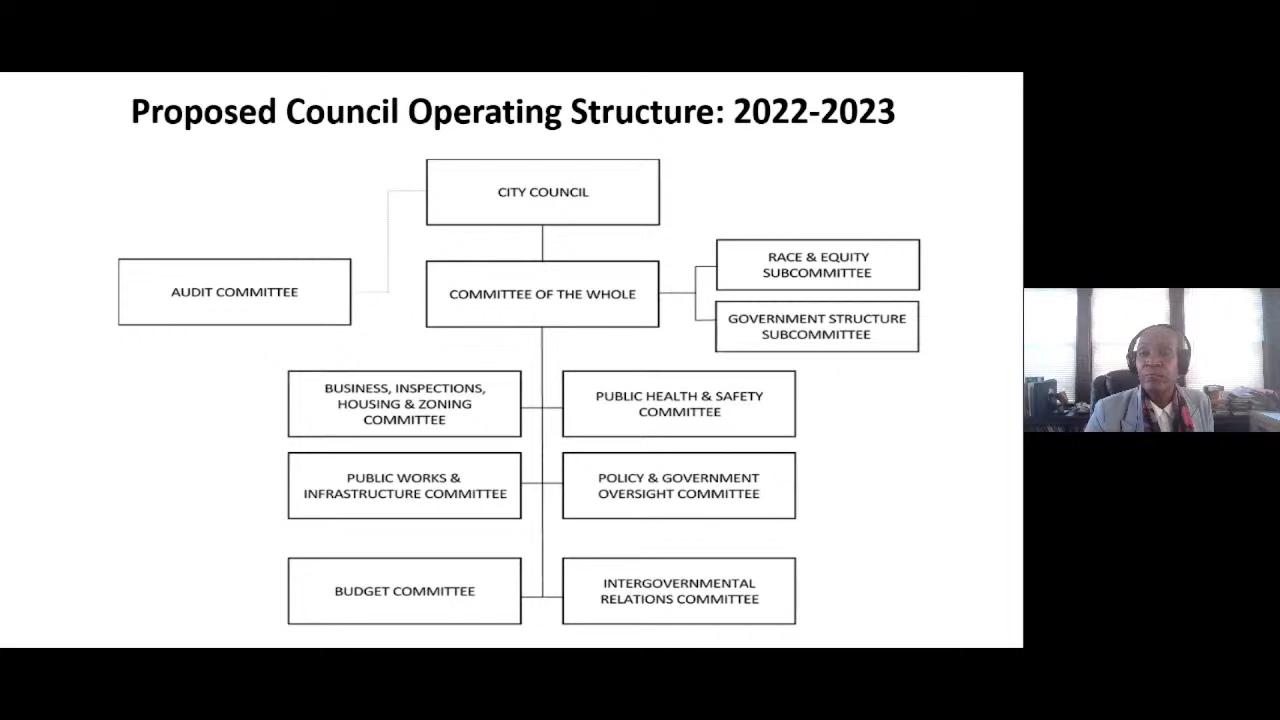 Proposed Council Operating Structure: 2022-2023
CITY COUNCIL
AUDIT COMMITTEE
COMMITTEE OF THE WHOLE
RACE & EQUITY
SUBCOMMITTEE
GOVERNMENT STRUCTURE
SUBCOMMITTEE
BUSINESS, INSPECTIONS,
HOUSING & ZONING
COMMITTEE
PUBLIC HEALTH & SAFETY
COMMITTEE
PUBLIC WORKS &
INFRASTRUCTURE COMMITTEE
POLICY & GOVERNMENT
OVERSIGHT COMMITTEE
BUDGET COMMITTEE
INTERGOVERNMENTAL
RELATIONS COMMITTEE